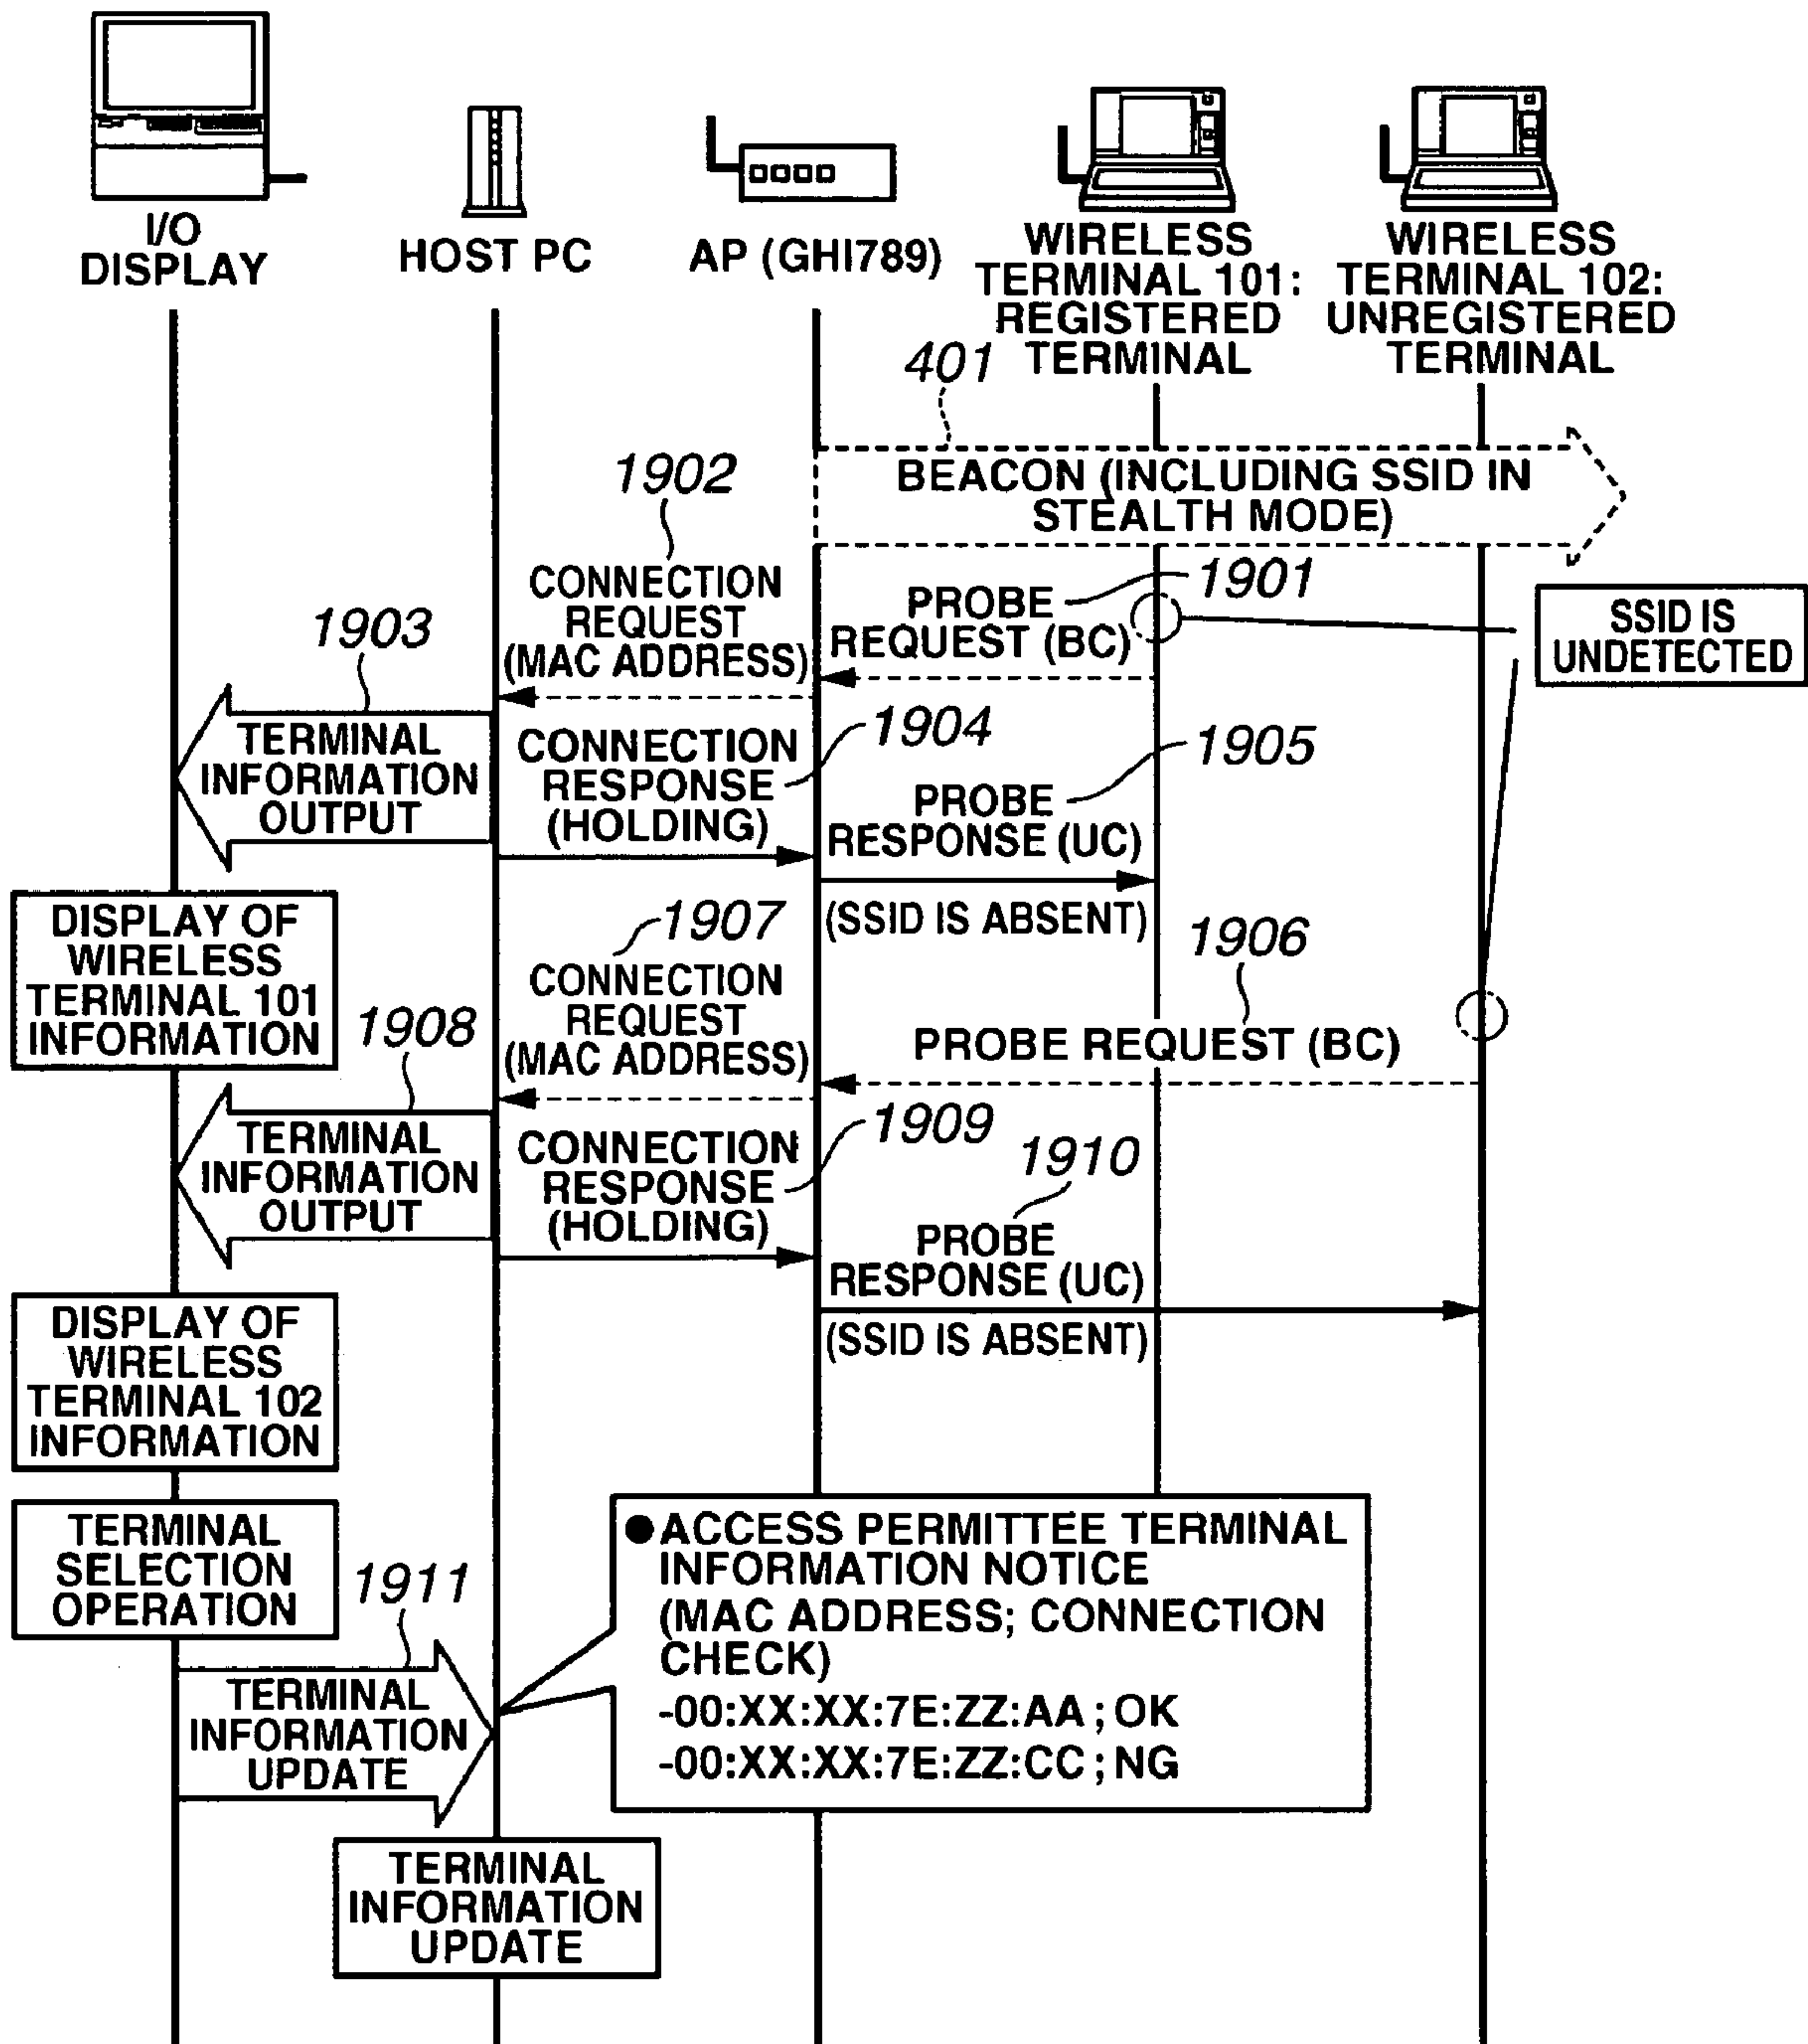 I/O
DISPLAY
HOST PC
AP (GHI789)
WIRELESS
TERMINAL 101:
REGISTERED
TERMINAL
WIRELESS
TERMINAL 102:
UNREGISTERED
TERMINAL
401
BEACON (INCLUDING SSID IN
STEALTH MODE)
1902
CONNECTION
REQUEST
(MAC ADDRESS)
1901
PROBE
REQUEST (BC)
SSID IS
UNDETECTED
1903
TERMINAL
INFORMATION
OUTPUT
1904
CONNECTION
RESPONSE
(HOLDING)
1905
PROBE
RESPONSE (UC)
(SSID IS ABSENT)
DISPLAY OF
WIRELESS
TERMINAL 101
INFORMATION
1907
CONNECTION
REQUEST
(MAC ADDRESS)
1906
PROBE REQUEST (BC)
1908
TERMINAL
INFORMATION
OUTPUT
1909
CONNECTION
RESPONSE
(HOLDING)
1910
PROBE
RESPONSE (UC)
(SSID IS ABSENT)
DISPLAY OF
WIRELESS
TERMINAL 102
INFORMATION
TERMINAL
SELECTION
OPERATION
1911
TERMINAL
INFORMATION
UPDATE
●ACCESS PERMITTEE TERMINAL
INFORMATION NOTICE
(MAC ADDRESS; CONNECTION
CHECK)
-00:XX:XX:7E:ZZ:AA ; OK
-00:XX:XX:7E:ZZ:CC ; NG
TERMINAL
INFORMATION
UPDATE